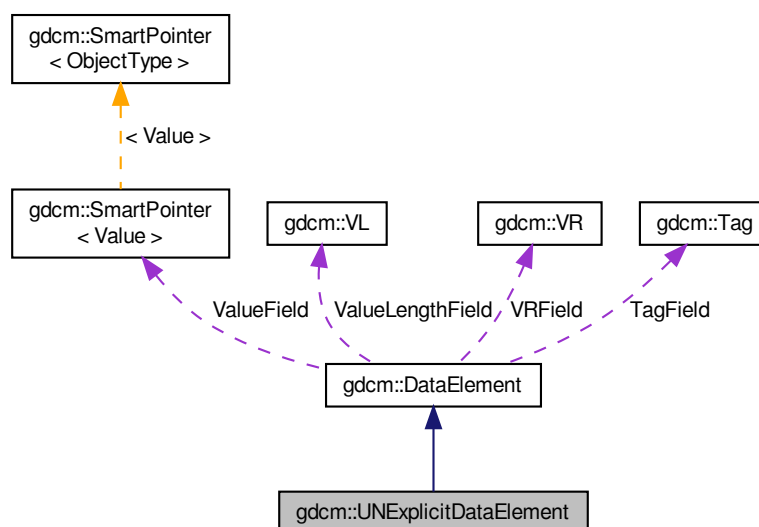 gdcm::SmartPointer
< ObjectType >
< Value >
gdcm::SmartPointer
< Value >
gdcm::VL
gdcm::VR
gdcm::Tag
ValueField
ValueLengthField
VRField
TagField
gdcm::DataElement
gdcm::UNExplicitDataElement